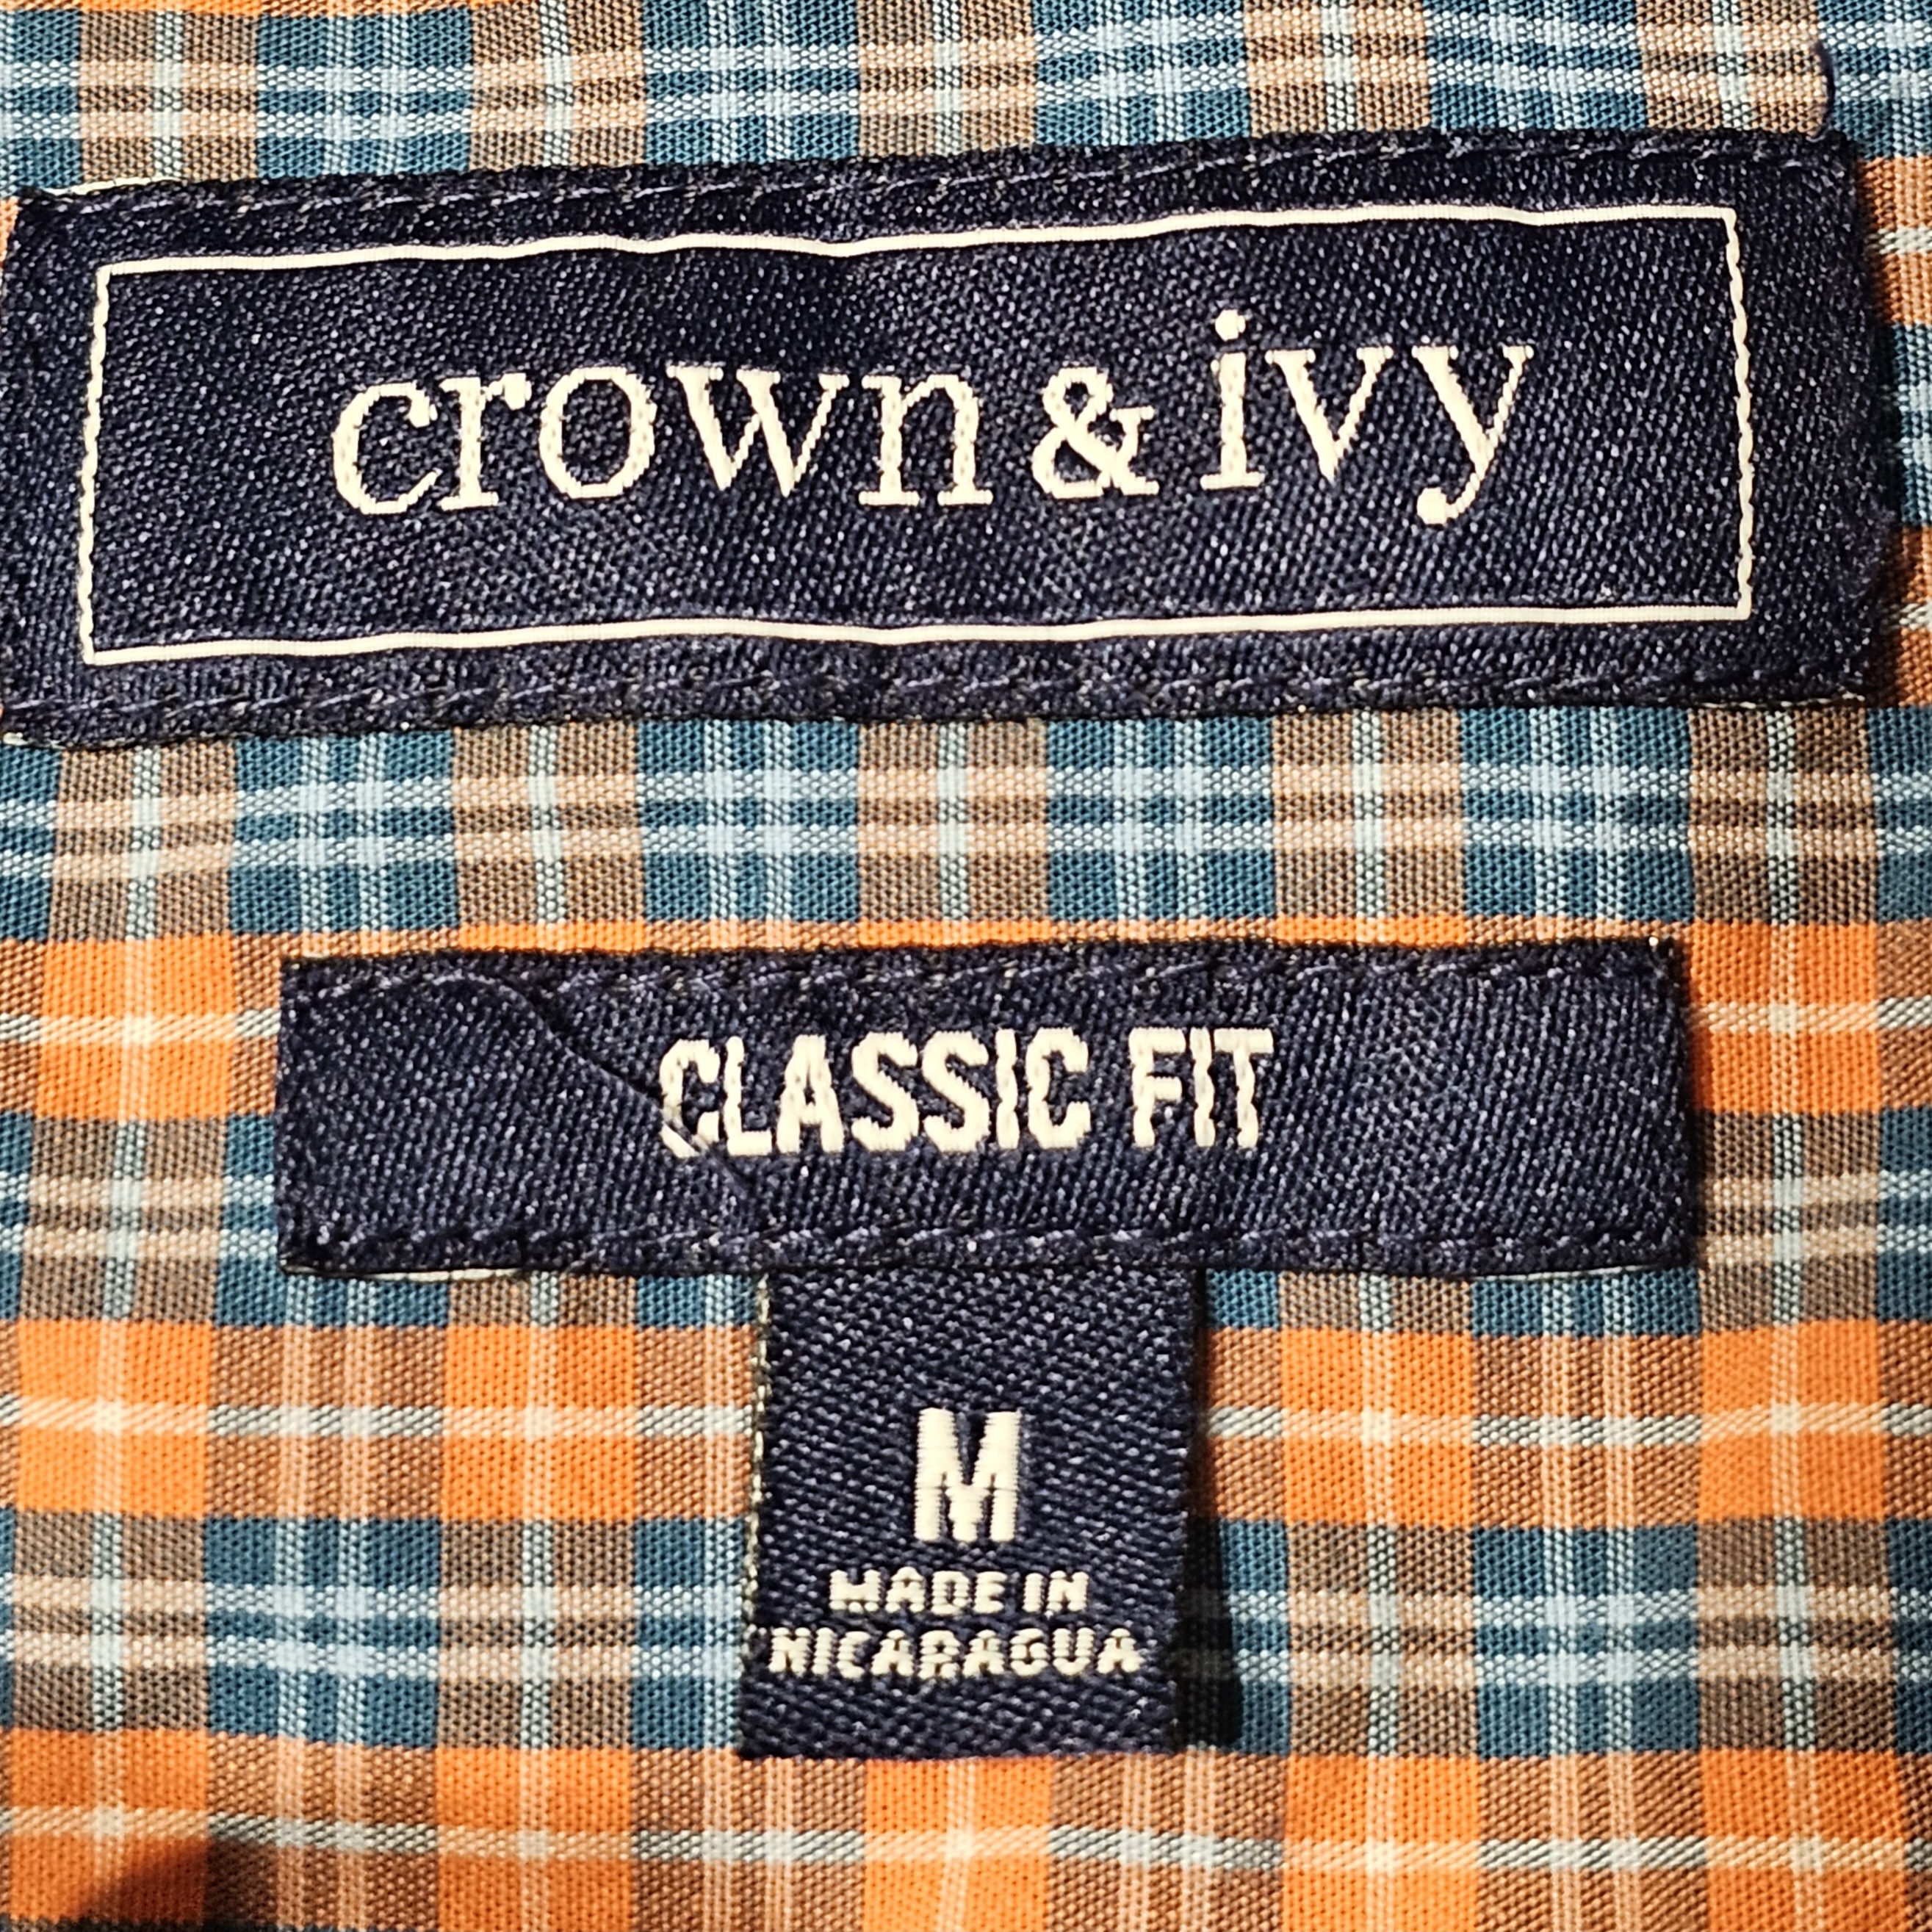 crown & ivy
CLASSIC FIT
M
MADE IN
NICARAGUA